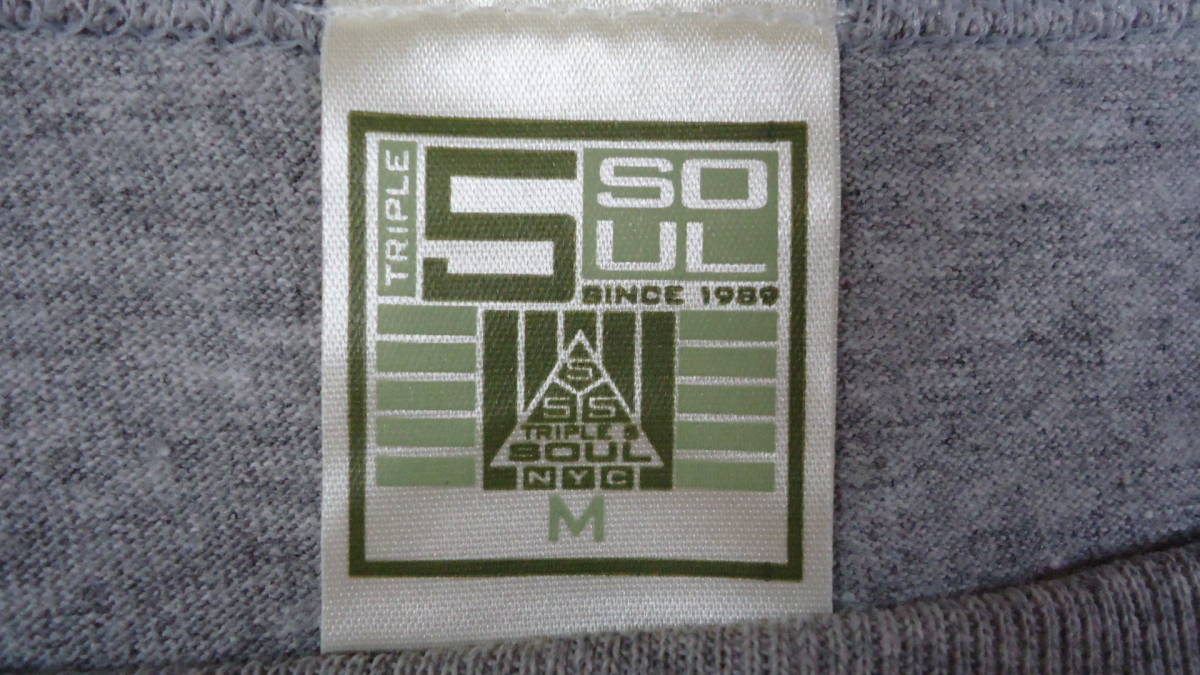 TRIPLE
5
SO
UL
SINCE 1989
S
S S
TRIPLE 5
SOUL
NYC
M